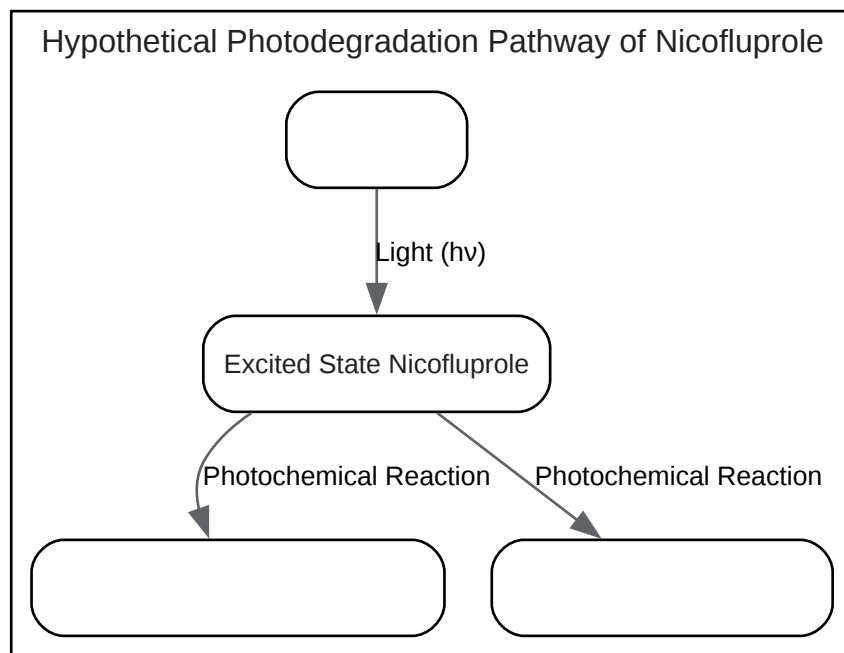 Hypothetical Photodegradation Pathway of Nicofluprole
Light (hν)
Excited State Nicofluprole
Photochemical Reaction
Photochemical Reaction